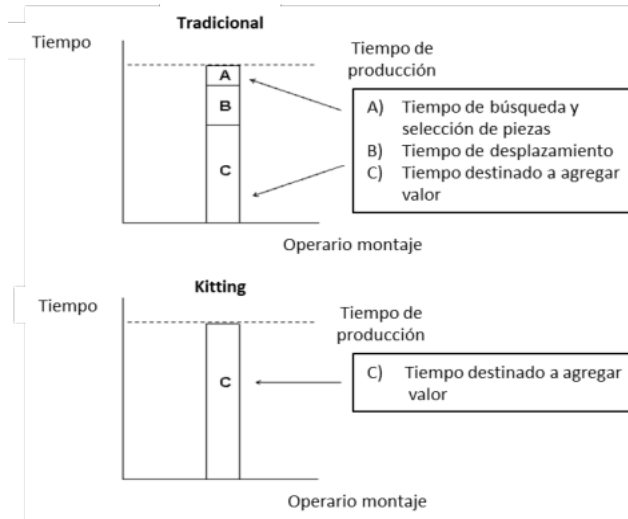 Tradicional
Tiempo
Tiempo de
producción
A
B
C
A) Tiempo de búsqueda y
selección de piezas
B) Tiempo de desplazamiento
C) Tiempo destinado a agregar
valor
Operario montaje
Kitting
Tiempo
Tiempo de
producción
C
C) Tiempo destinado a agregar
valor
Operario montaje